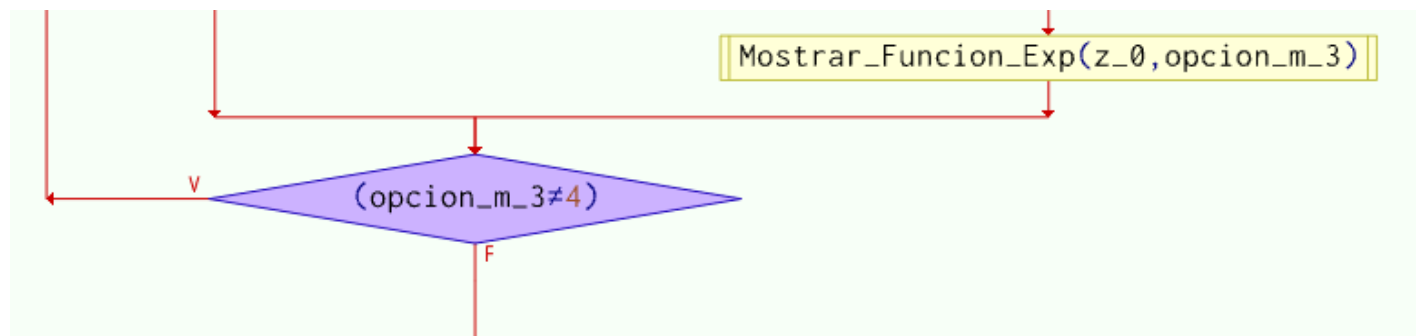 Mostrar_Funcion_Exp(z_0,opcion_m_3)
V
(opcion_m_3≠4)
F